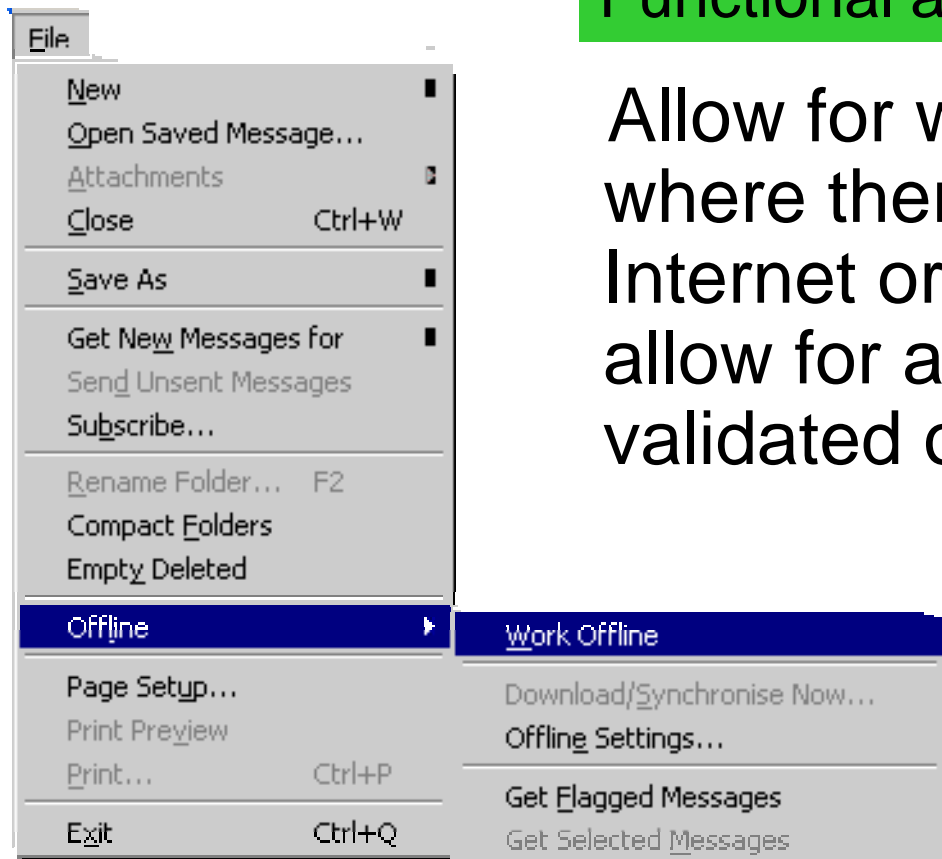 Functional a
File
New
Open Saved Message...
Attachments
Close Ctrl+W
Save As
Get New Messages for
Send Unsent Messages
Subscribe...
Rename Folder... F2
Compact Folders
Empty Deleted
Offline
Page Setup...
Print Preview
Print... Ctrl+P
Exit Ctrl+Q
Work Offline
Download/Synchronise Now...
Offline Settings...
Get Flagged Messages
Get Selected Messages
Allow for
where
Internet or
allow for a
validated